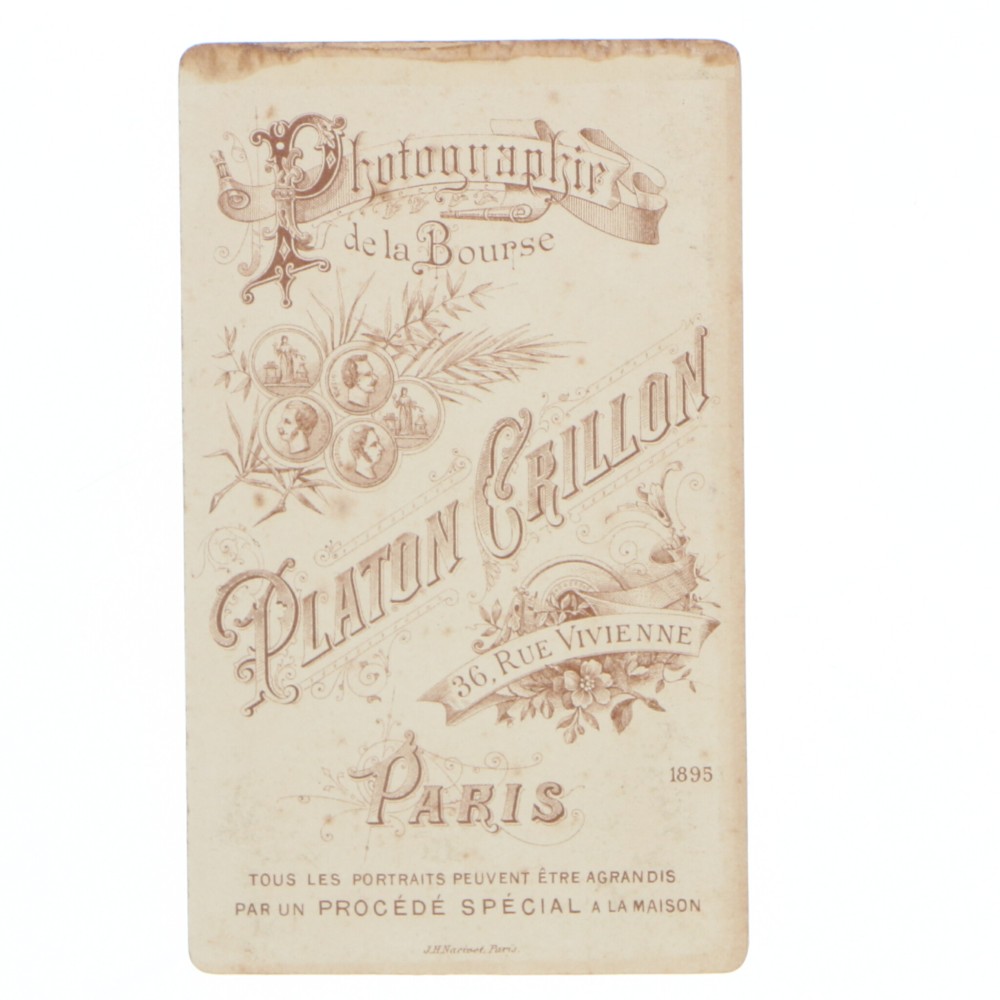 Photographie
de la Bourse
PLATON CRILLON
36, RUE VIVIENNE
PARIS
1895
TOUS LES PORTRAITS PEUVENT ÊTRE AGRANDIS
PAR UN PROCÉDÉ SPÉCIAL A LA MAISON
J.H. Paris.